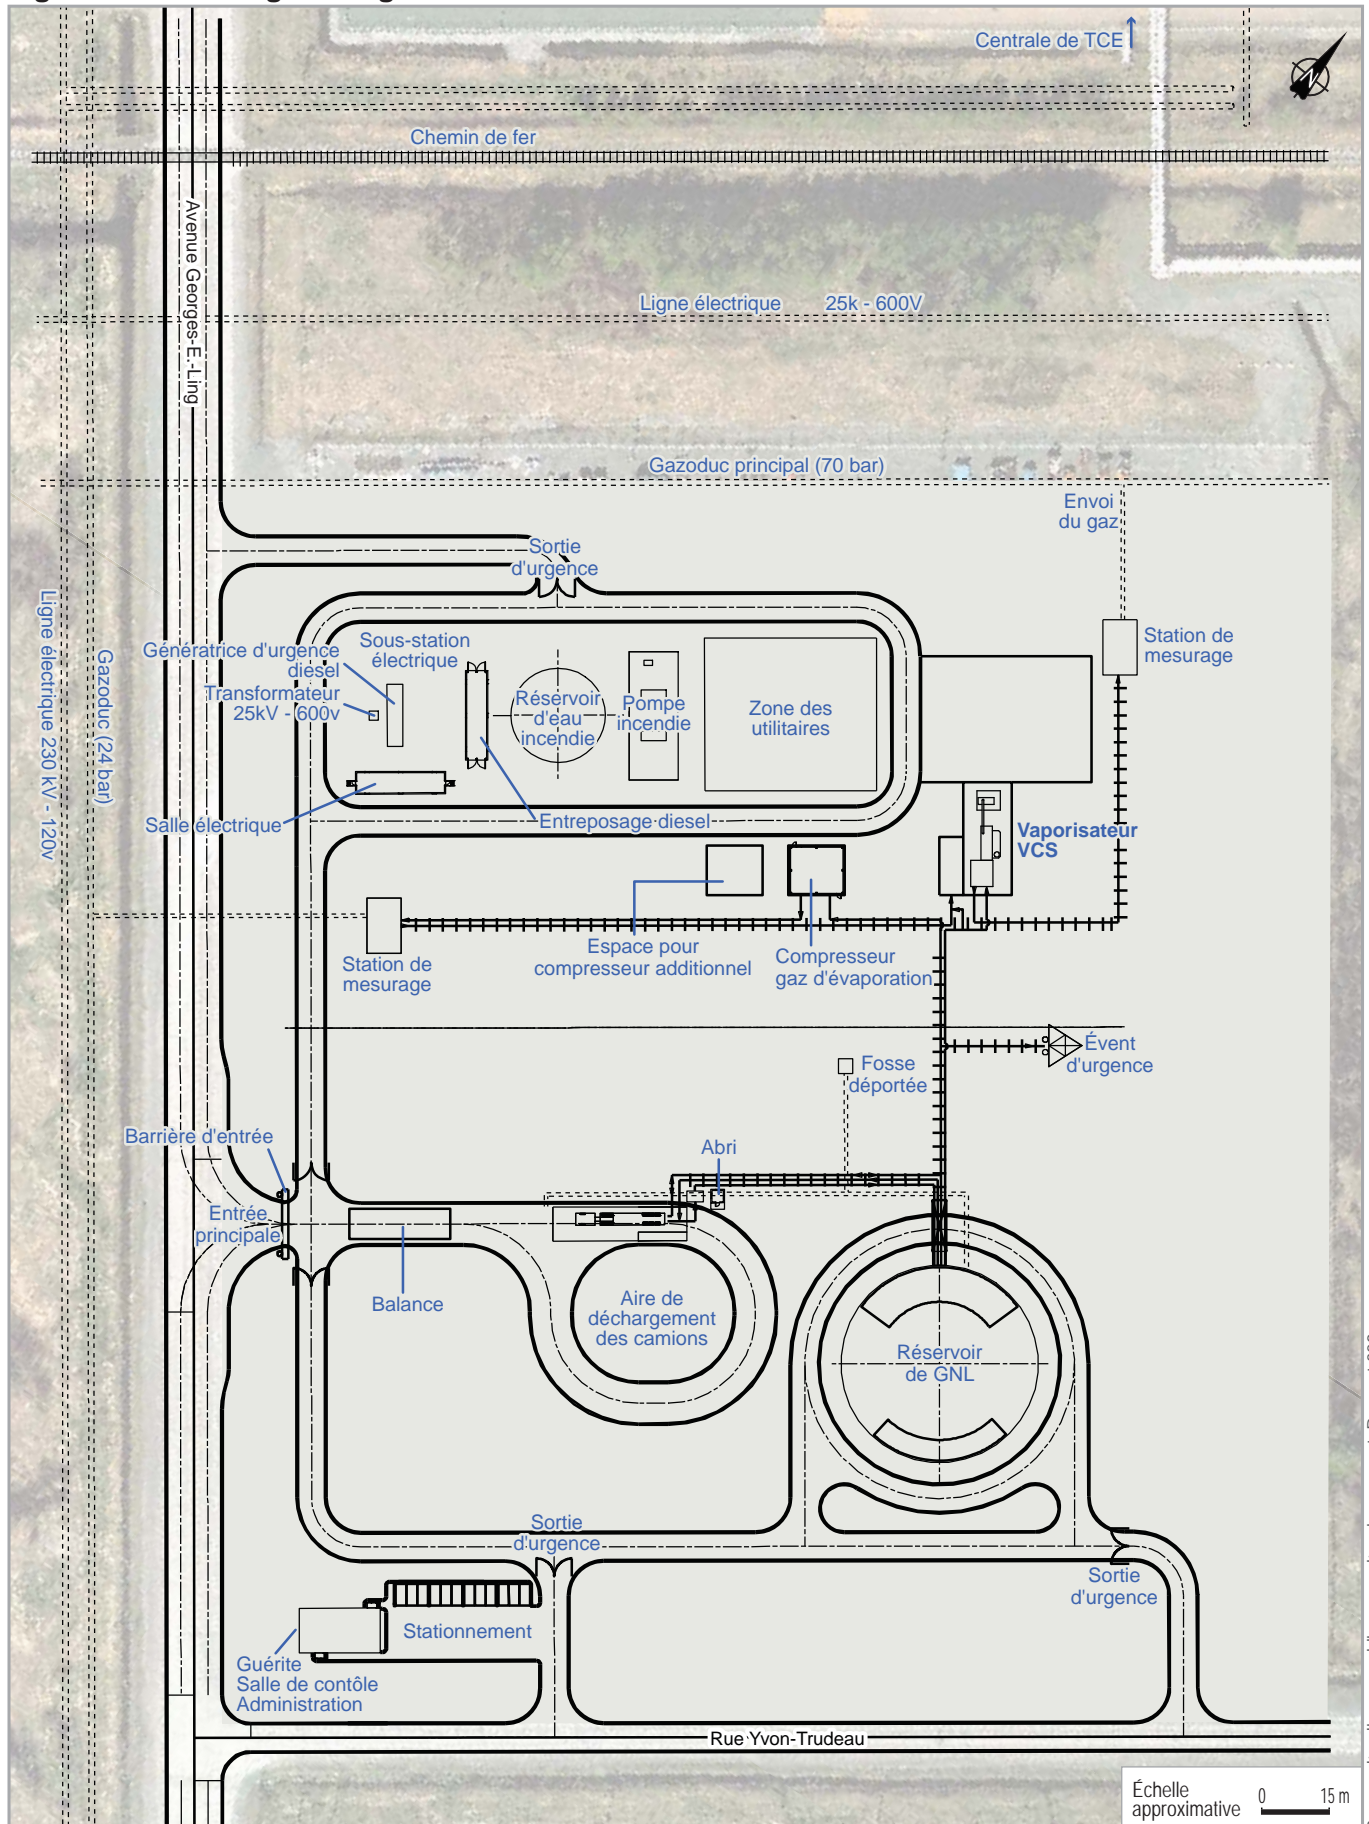 Centrale de TCE
N
Chemin de fer
Avenue Georges-E.-Ling
Ligne électrique 25k - 600V
Gazoduc principal (70 bar)
Envoi
du gaz
Sortie
d'urgence
Ligne électrique 230 kV - 120v
Gazoduc (24 bar)
Génératrice d'urgence
diesel
Sous-station
électrique
Transformateur
25kV - 600v
Réservoir
d'eau
incendie
Pompe
incendie
Zone des
utilitaires
Station de
mesurage
Salle électrique
Entreposage diesel
Vaporisateur
VCS
Station de
mesurage
Espace pour
compresseur additionnel
Compresseur
gaz d'évaporation
Évent
d'urgence
Fosse
déportée
Barrière d'entrée
Abri
Entrée
principale
Balance
Aire de
déchargement
des camions
Réservoir
de GNL
Sortie
d'urgence
Sortie
d'urgence
Stationnement
Guérite
Salle de contôle
Administration
Rue Yvon-Trudeau
Échelle
approximative
0 15 m